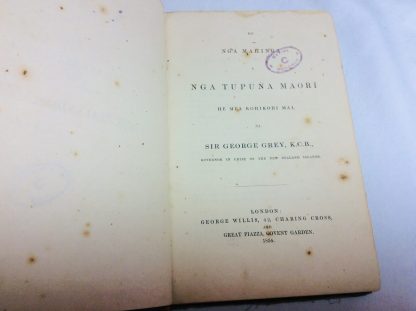 KO
NGA MAHINGA
NGA TUPUNA MAORI
HE MEA KOHIKOHI MAI
NA
SIR GEORGE GREY, K.C.B.,
GOVERNOR IN CHIEF OF THE NEW ZEALAND ISLANDS.
LONDON:
GEORGE WILLIS, 42, CHARING CROSS,
AND
GREAT PIAZZA, COVENT GARDEN.
1854.